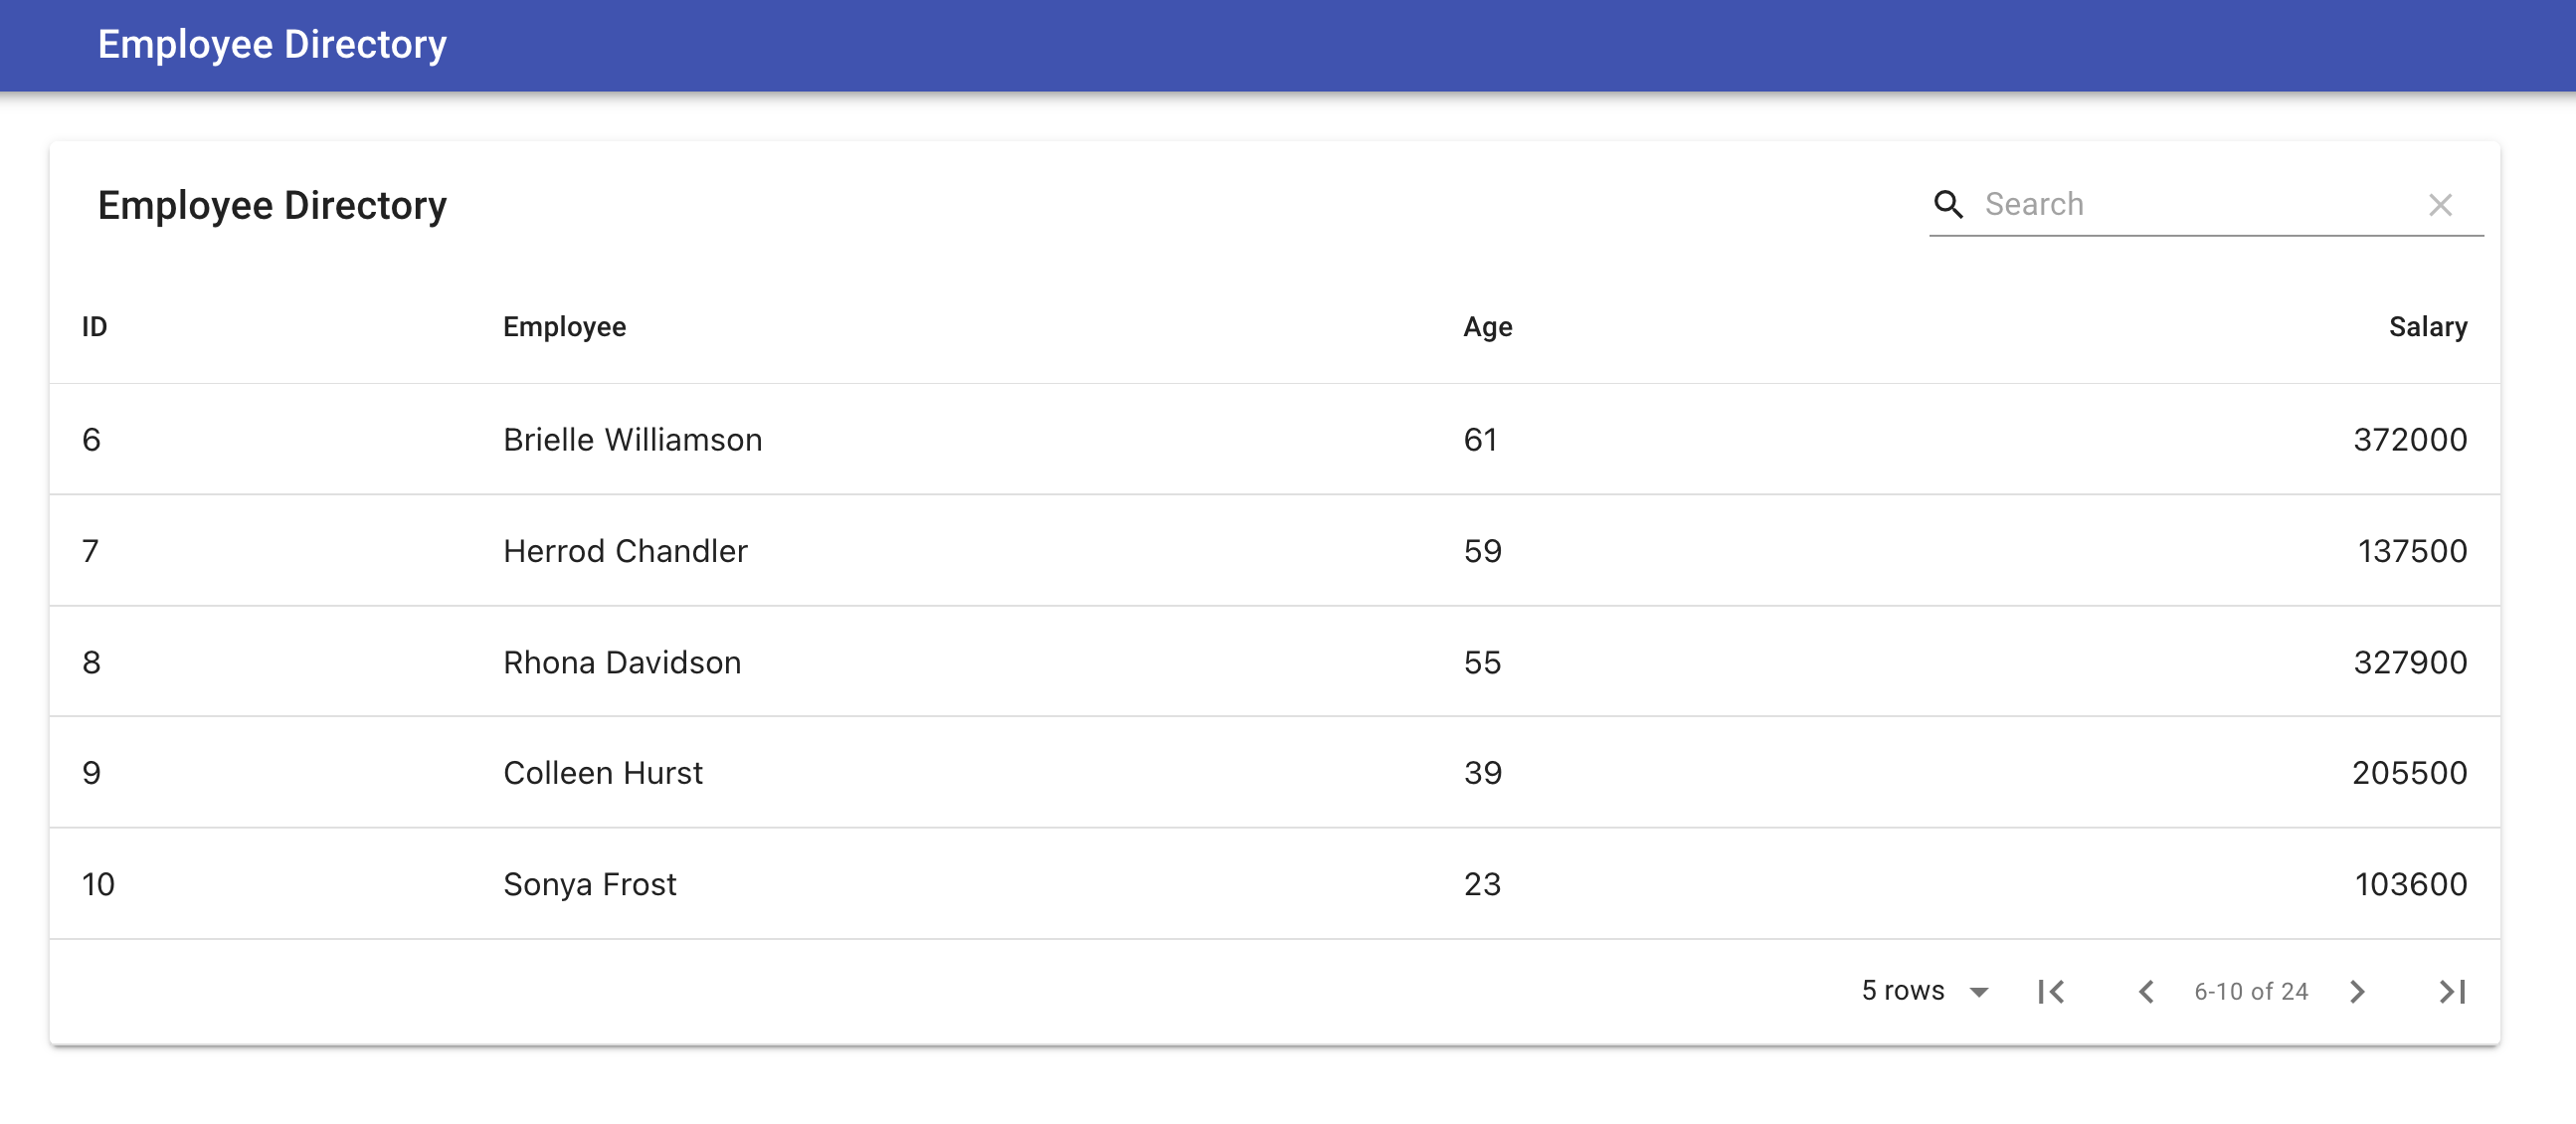 Employee Directory
Employee Directory
Search
ID Employee Age Salary
6 Brielle Williamson 61 372000
7 Herrod Chandler 59 137500
8 Rhona Davidson 55 327900
9 Colleen Hurst 39 205500
10 Sonya Frost 23 103600
5 rows 6-10 of 24